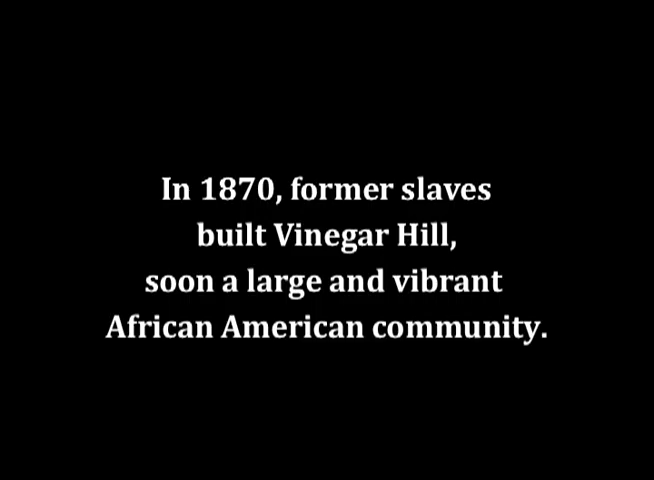 In 1870, former slaves
built Vinegar Hill,
soon a large and vibrant
African American community.